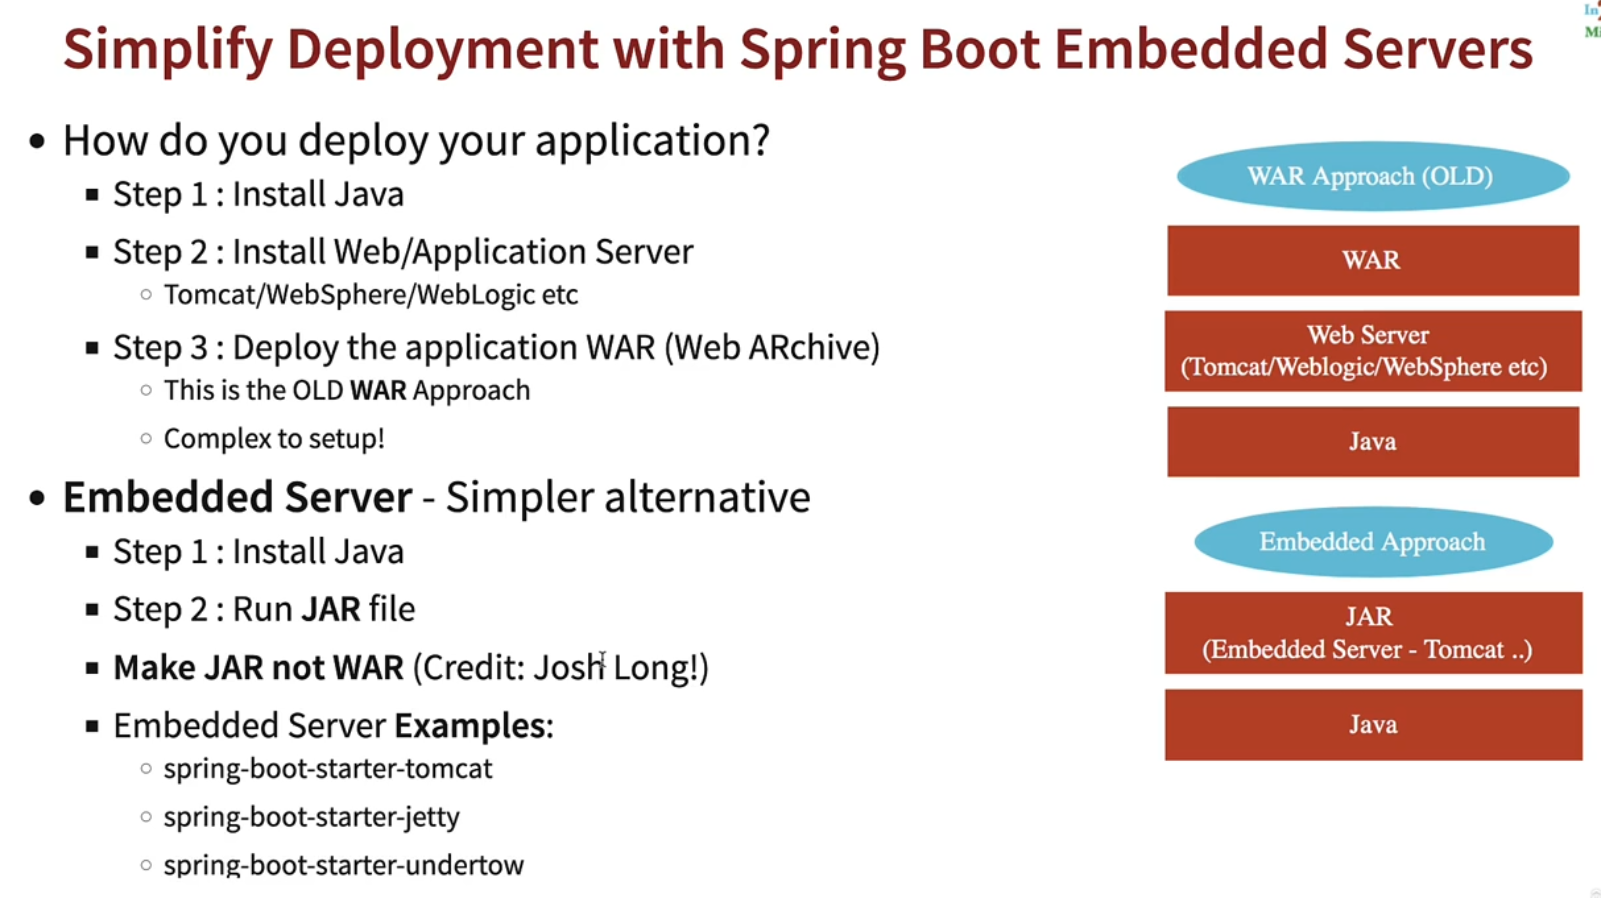 Simplify Deployment with Spring Boot Embedded Servers
How do you deploy your application?
Step 1 : Install Java
Step 2 : Install Web/Application Server
Tomcat/WebSphere/WebLogic etc
Step 3 : Deploy the application WAR (Web ARchive)
This is the OLD WAR Approach
Complex to setup!
Embedded Server - Simpler alternative
Step 1 : Install Java
Step 2 : Run JAR file
Make JAR not WAR (Credit: Josh Long!)
Embedded Server Examples:
spring-boot-starter-tomcat
spring-boot-starter-jetty
spring-boot-starter-undertow
WAR Approach (OLD)
WAR
Web Server
(Tomcat/Weblogic/WebSphere etc)
Java
Embedded Approach
JAR
(Embedded Server - Tomcat ..)
Java
In